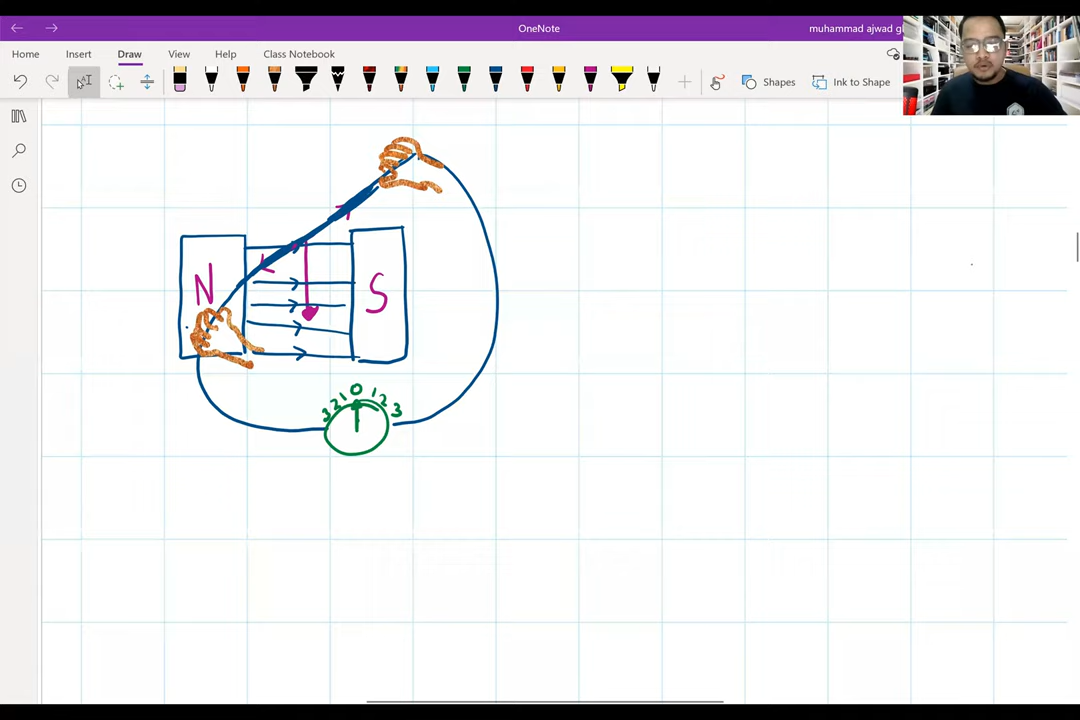 OneNote
muhammad ajwad g
Home Insert Draw View Help Class Notebook
Shapes Ink to Shape
N S
3 2 1 0 1 2 3